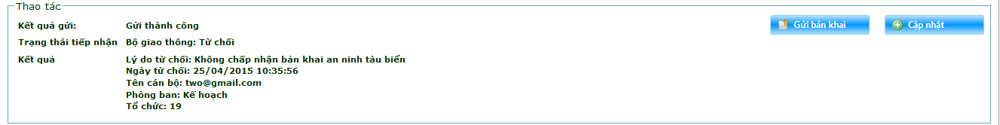 Thao tác
Kết quả gửi: Gửi thành công
Gửi bản khai Cập nhật
Trạng thái tiếp nhận Bộ giao thông: Từ chối
Kết quả Lý do từ chối: Không chấp nhận bản khai an ninh tàu biển
Ngày từ chối: 25/04/2015 10:35:56
Tên cán bộ: two@gmail.com
Phòng ban: Kế hoạch
Tổ chức: 19